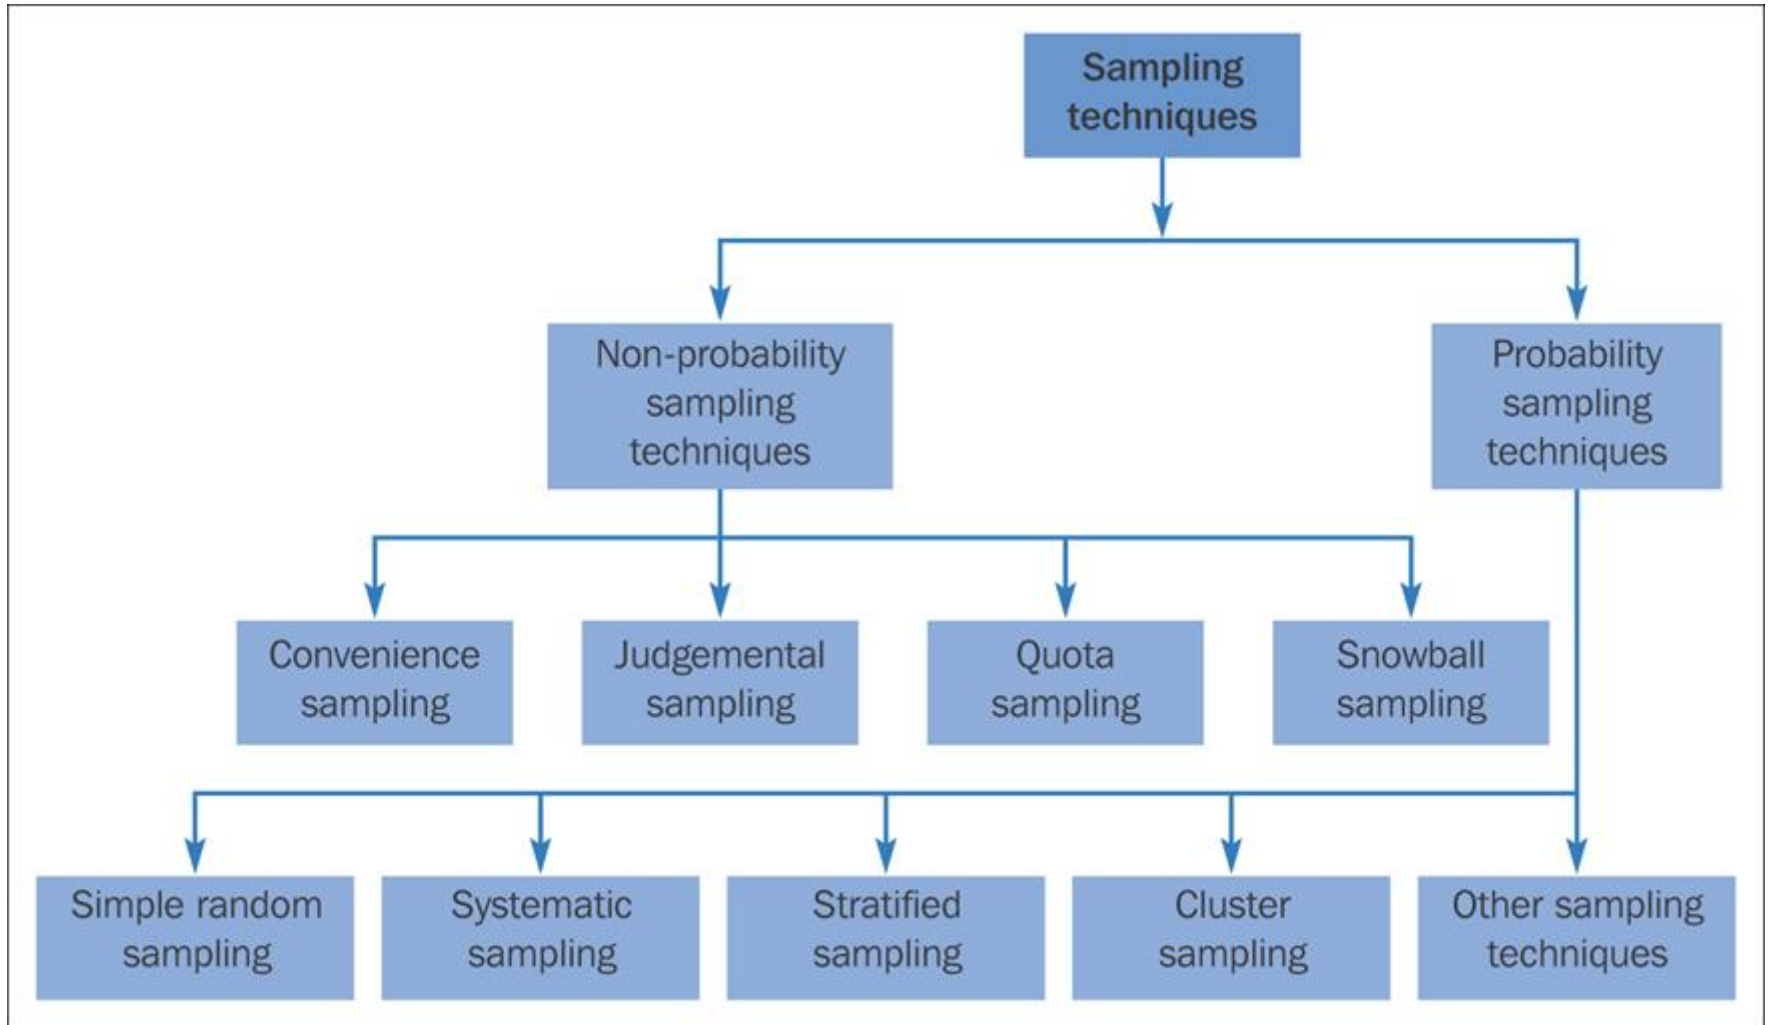 Sampling
techniques
Non-probability
sampling
techniques
Probability
sampling
techniques
Convenience
sampling
Judgemental
sampling
Quota
sampling
Snowball
sampling
Simple random
sampling
Systematic
sampling
Stratified
sampling
Cluster
sampling
Other sampling
techniques